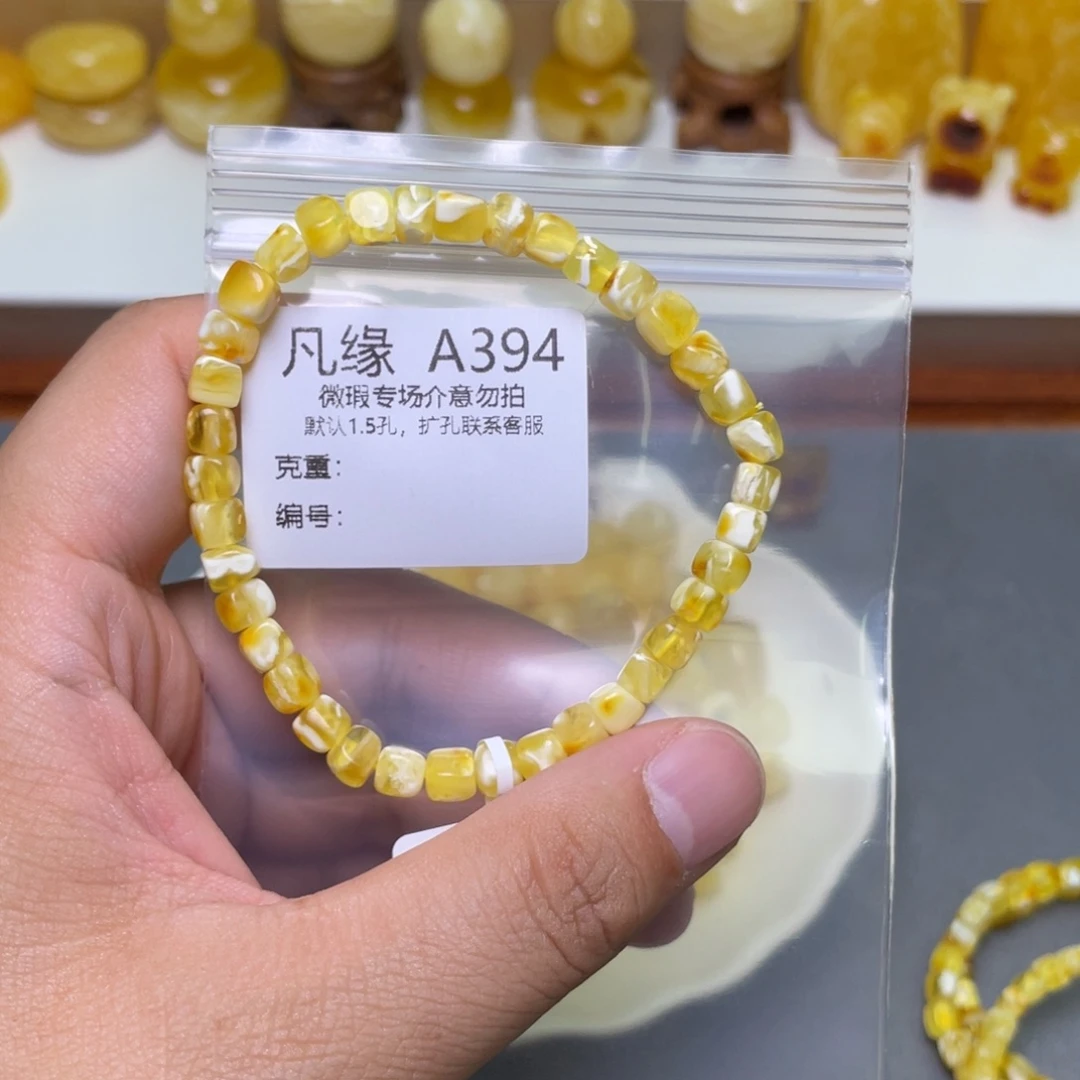 凡缘 A394
微瑕专场介意勿拍
默认1.5孔，扩孔联系客服
克重：
编号：